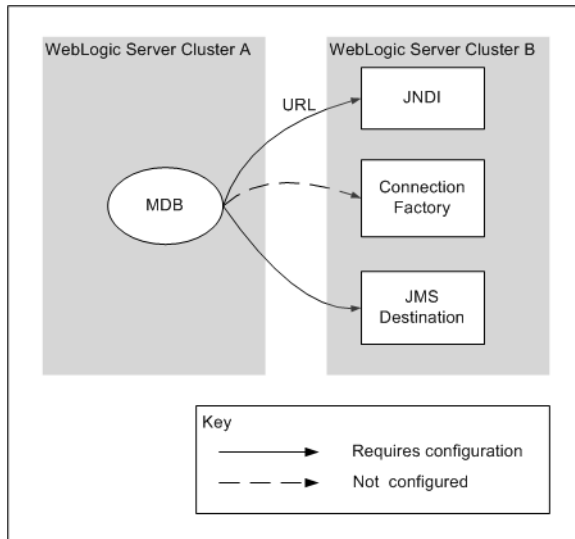 WebLogic Server Cluster A
WebLogic Server Cluster B
URL
JNDI
MDB
Connection
Factory
JMS
Destination
Key
Requires configuration
Not configured